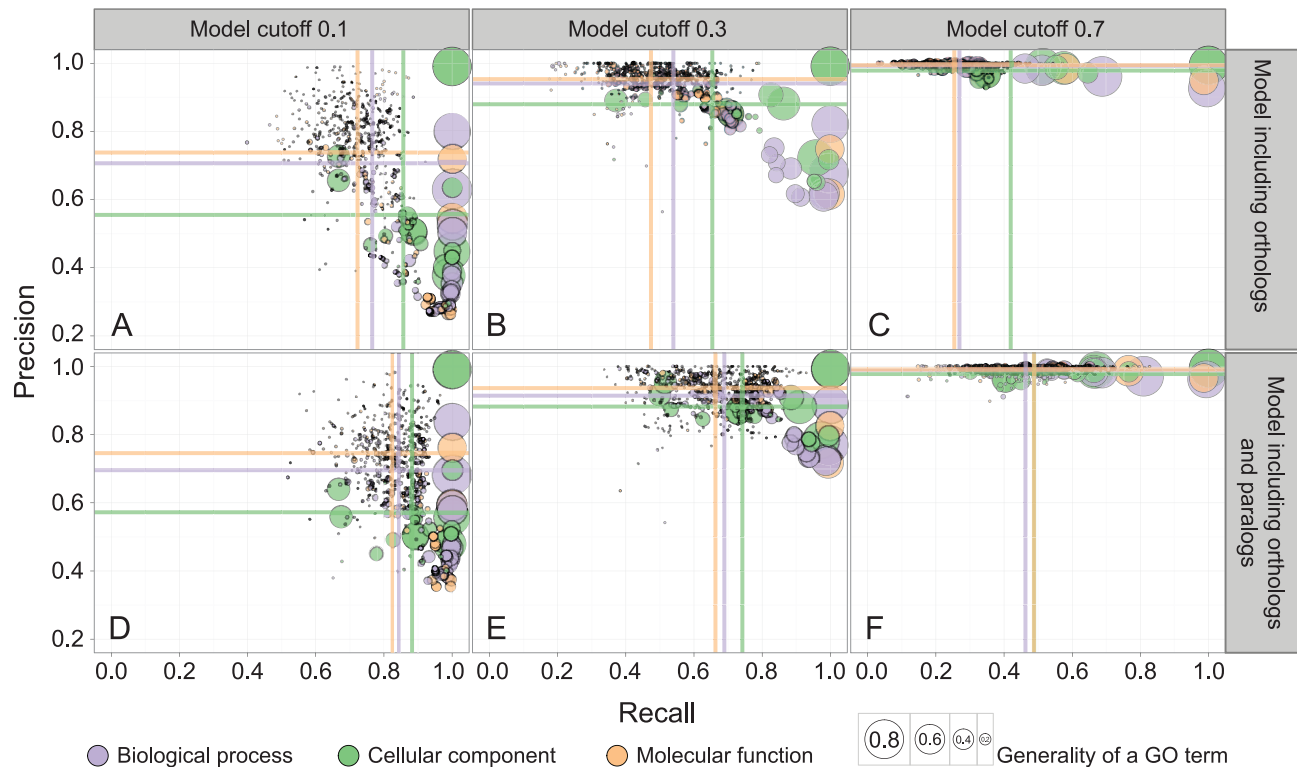 Model cutoff 0.1
Model cutoff 0.3
Model cutoff 0.7
Precision
1.0
0.8
0.6
0.4
0.2
A
B
C
Model including orthologs
1.0
0.8
0.6
0.4
0.2
D
E
F
Model including orthologs
and paralogs
0.0 0.2 0.4 0.6 0.8 1.0
0.0 0.2 0.4 0.6 0.8 1.0
0.0 0.2 0.4 0.6 0.8 1.0
Recall
Biological process
Cellular component
Molecular function
0.8 0.6 0.4 0.2 Generality of a GO term